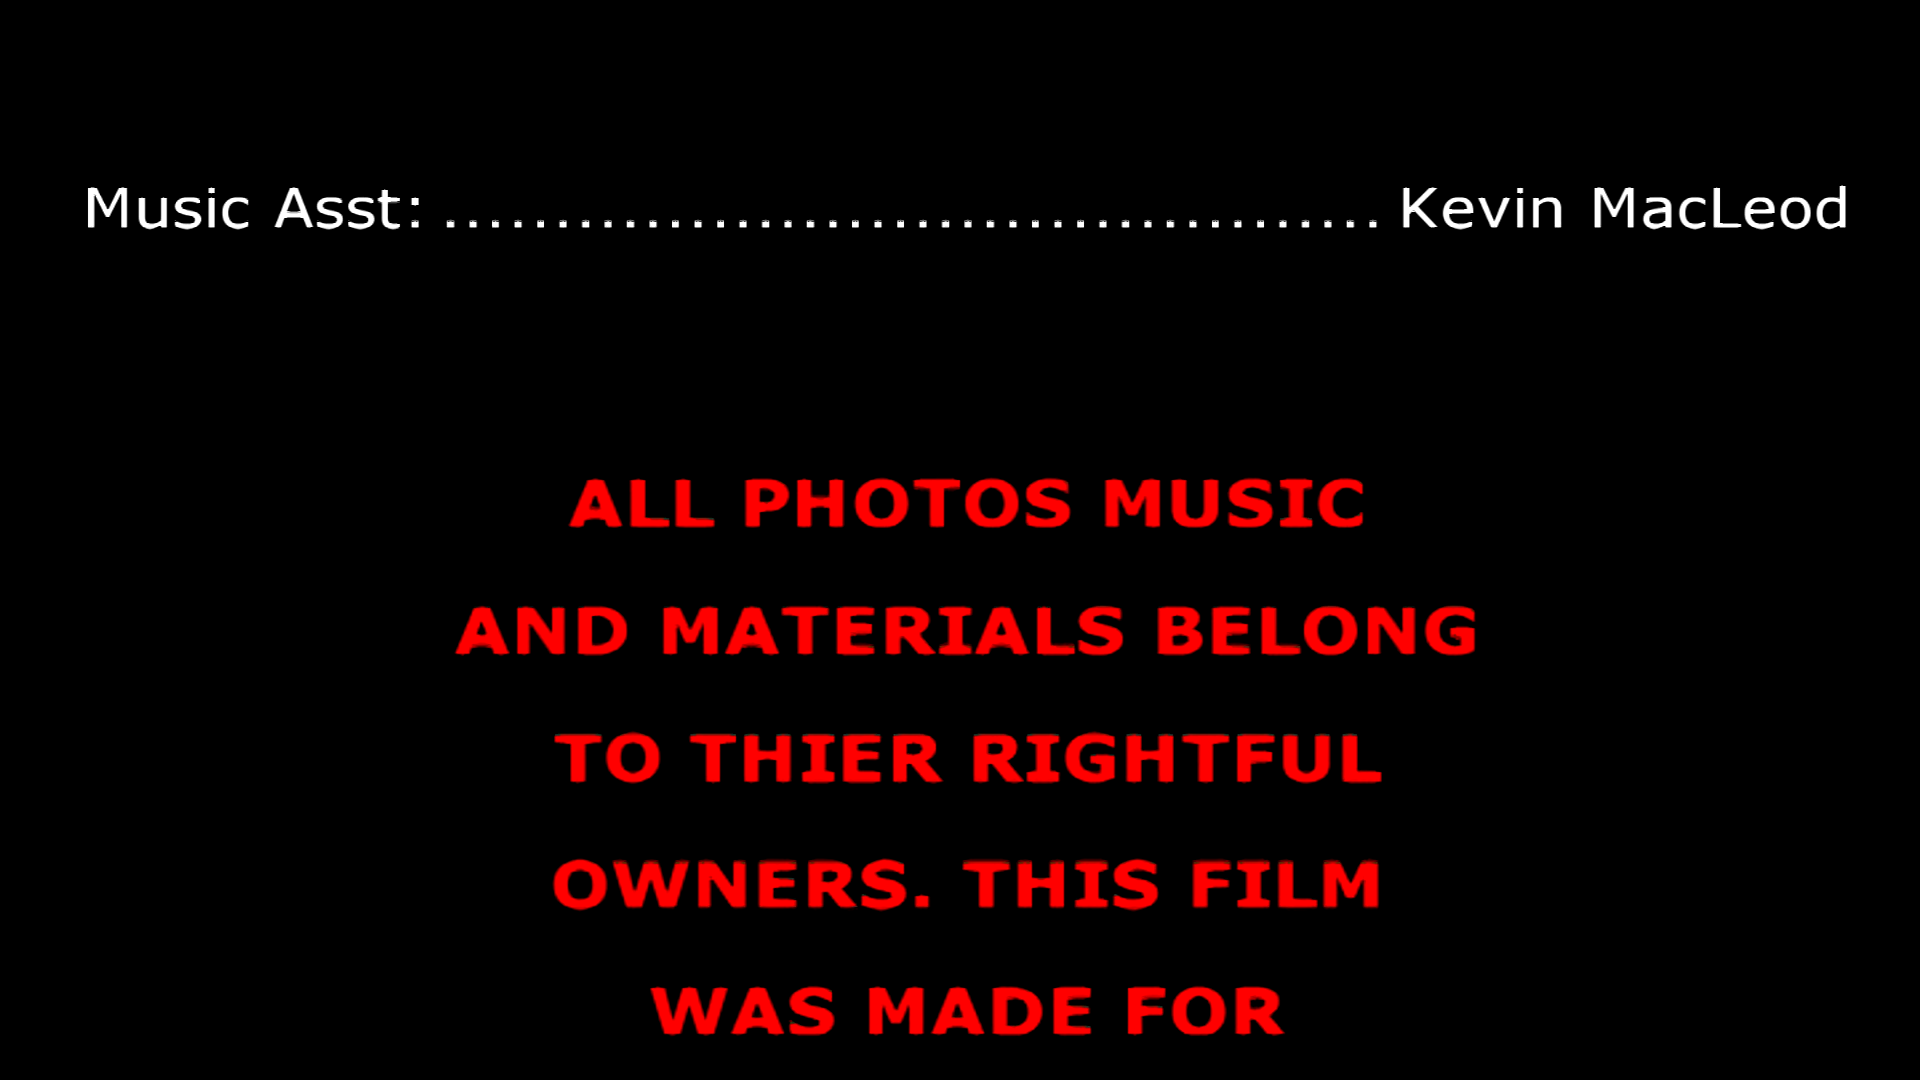 Music Asst: .......................................... Kevin MacLeod
ALL PHOTOS MUSIC
AND MATERIALS BELONG
TO THIER RIGHTFUL
OWNERS. THIS FILM
WAS MADE FOR